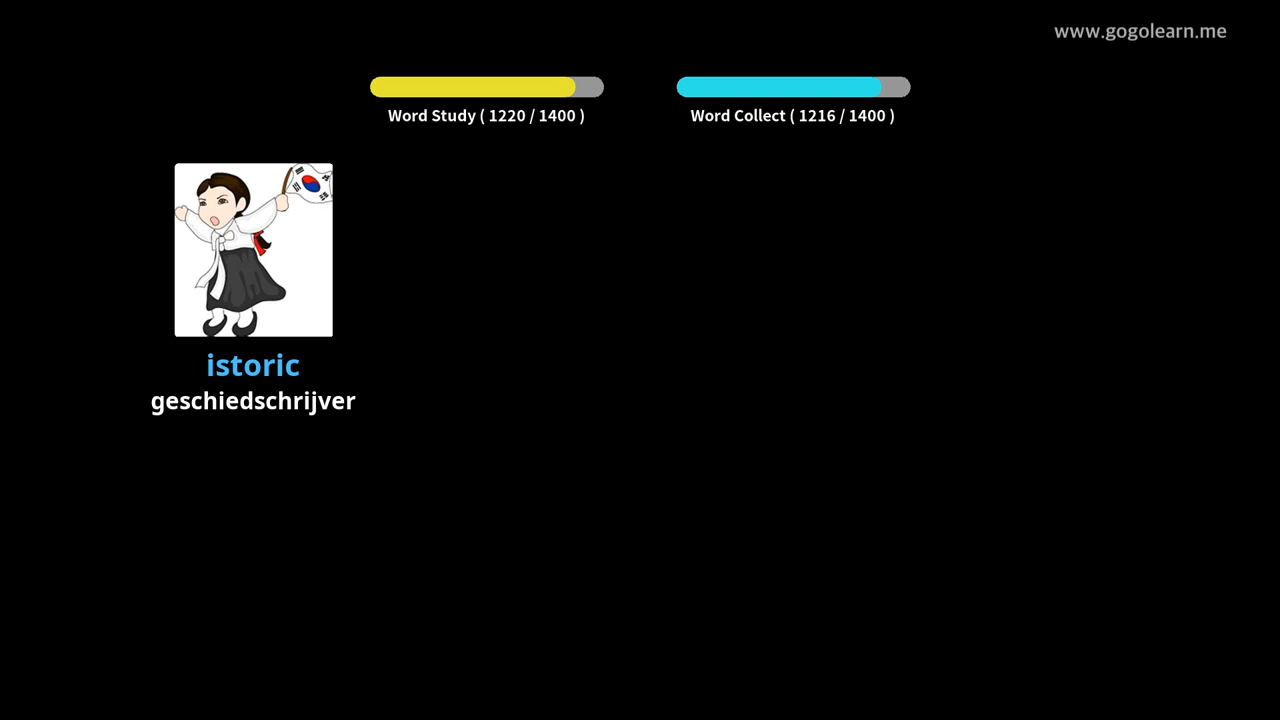 www.gogolearn.me
Word Study ( 1220 / 1400 )
Word Collect ( 1216 / 1400 )
istoric
geschiedschrijver